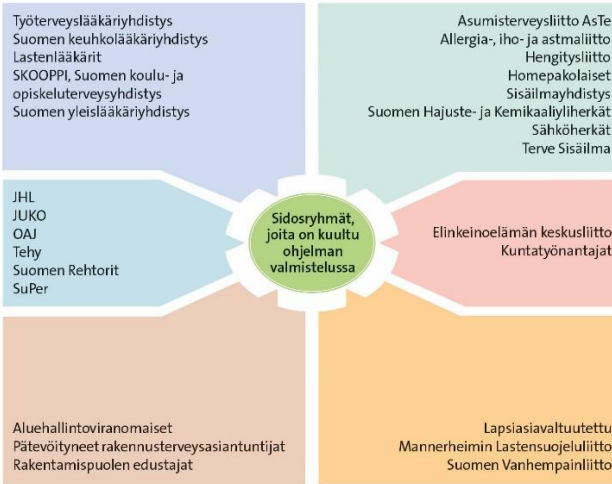 Työterveyslääkäriyhdistys
Suomen keuhkolääkäriyhdistys
Lastenlääkärit
SKOOPPI, Suomen koulu- ja
opiskeluterveysyhdistys
Suomen yleislääkäriyhdistys
Asumisterveysliitto AsTe
Allergia-, iho- ja astmaliitto
Hengitysliitto
Homepakolaiset
Sisäilmayhdistys
Suomen Hajuste- ja Kemikaaliyliherkät
Sähköherkät
Terve Sisäilma
JHL
JUKO
OAJ
Tehy
Suomen Rehtorit
SuPer
Sidosryhmät,
joita on kuultu
ohjelman
valmistelussa
Elinkeinoelämän keskusliitto
Kuntatyönantajat
Aluehallintoviranomaiset
Pätevöityneet rakennusterveysasiantuntijat
Rakentamispuolen edustajat
Lapsiasiavaltuutettu
Mannerheimin Lastensuojeluliitto
Suomen Vanhempainliitto